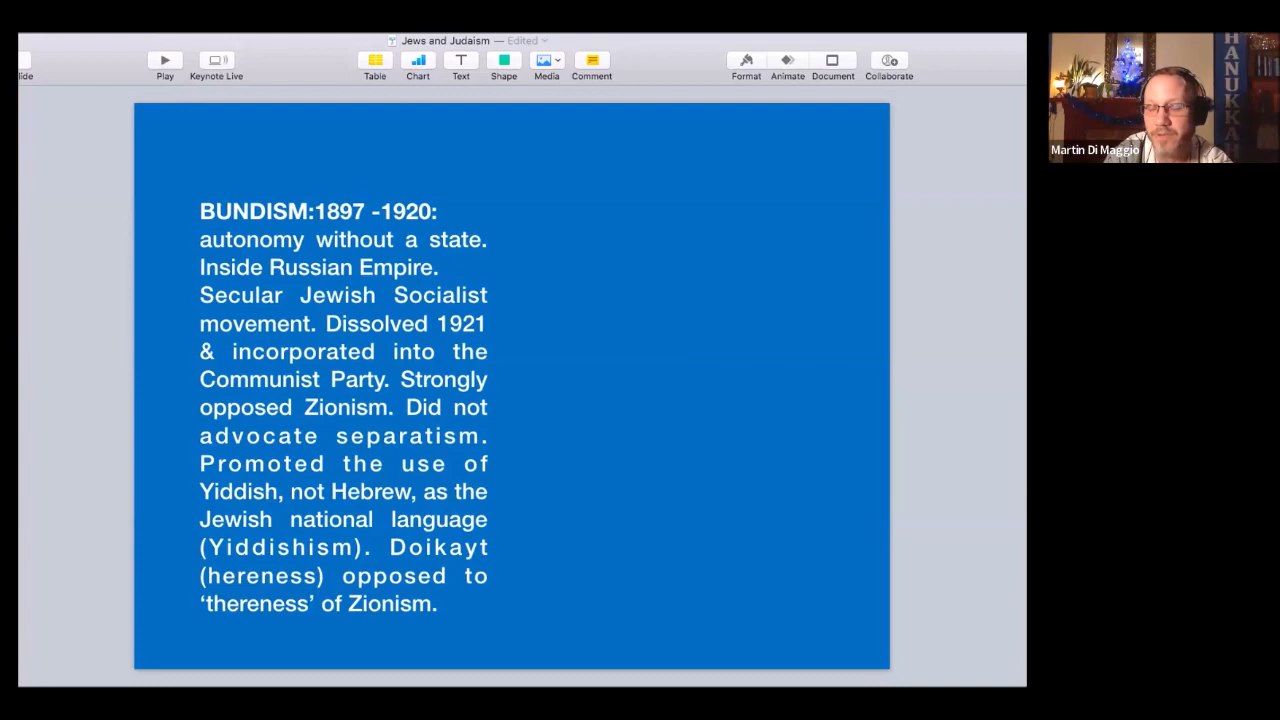 Jews and Judaism — Edited
lide
Play
Keynote Live
Table
Chart
Text
Shape
Media
Comment
Format
Animate
Document
Collaborate
BUNDISM:1897 -1920:
autonomy without a state.
Inside Russian Empire.
Secular Jewish Socialist
movement. Dissolved 1921
& incorporated into the
Communist Party. Strongly
opposed Zionism. Did not
advocate separatism.
Promoted the use of
Yiddish, not Hebrew, as the
Jewish national language
(Yiddishism). Doikayt
(hereness) opposed to
‘thereness’ of Zionism.
HANUKKAH
Martin Di Maggio